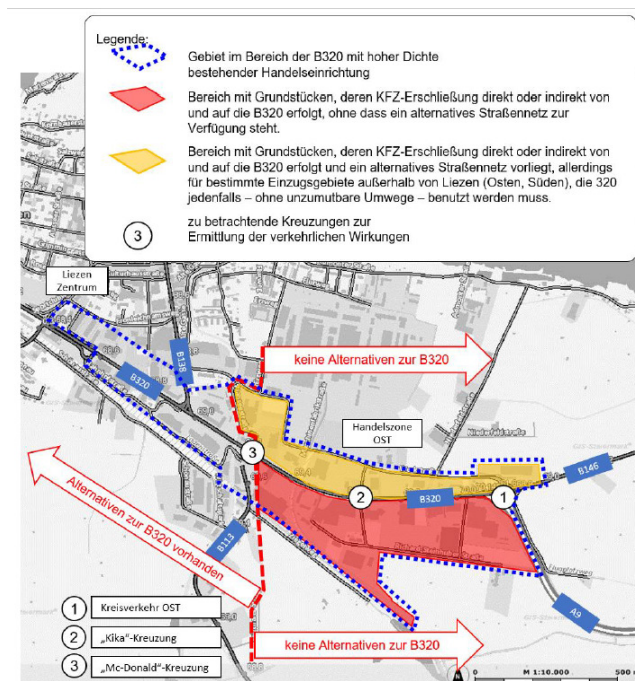 Legende:
Gebiet im Bereich der B320 mit hoher Dichte
bestehender Handelseinrichtung
Bereich mit Grundstücken, deren KFZ-Erschließung direkt oder indirekt von
und auf die B320 erfolgt, ohne dass ein alternatives Straßennetz zur
Verfügung steht.
Bereich mit Grundstücken, deren KFZ-Erschließung direkt oder indirekt von
und auf die B320 erfolgt und ein alternatives Straßennetz vorliegt, allerdings
für bestimmte Einzugsgebiete außerhalb von Liezen (Osten, Süden), die 320
jedenfalls – ohne unzumutbare Umwege – benutzt werden muss.
3
zu betrachtende Kreuzungen zur
Ermittlung der verkehrlichen Wirkungen
Liezen
Zentrum
B320
B138
keine Alternativen zur B320
Handelszone
OST
Niederfeldstraße
B146
3
2
B320
1
Alternativen zur B320 vorhanden
B113
A9
1 Kreisverkehr OST
2 „Kika“-Kreuzung
3 „Mc-Donald“-Kreuzung
keine Alternativen zur B320
N
0 M 1:10.000 500